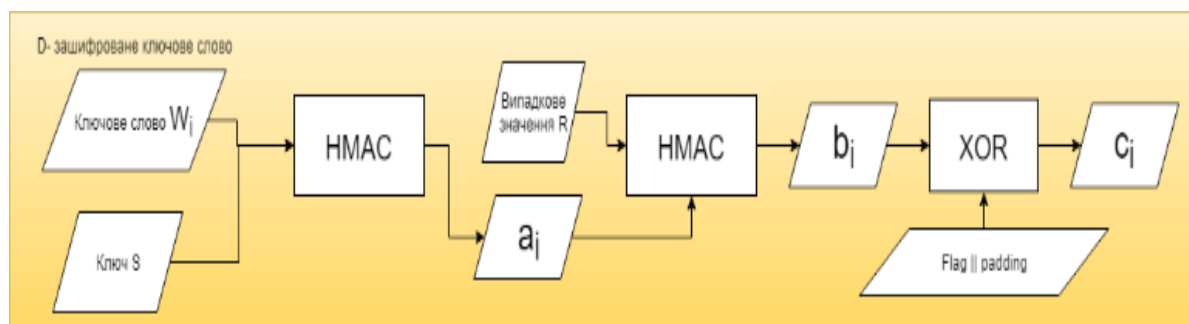 D- зашифроване ключове слово
Ключове слово Wi
Ключ S
HMAC
Випадкове
значення R
ai
HMAC
bi
XOR
Flag || padding
ci